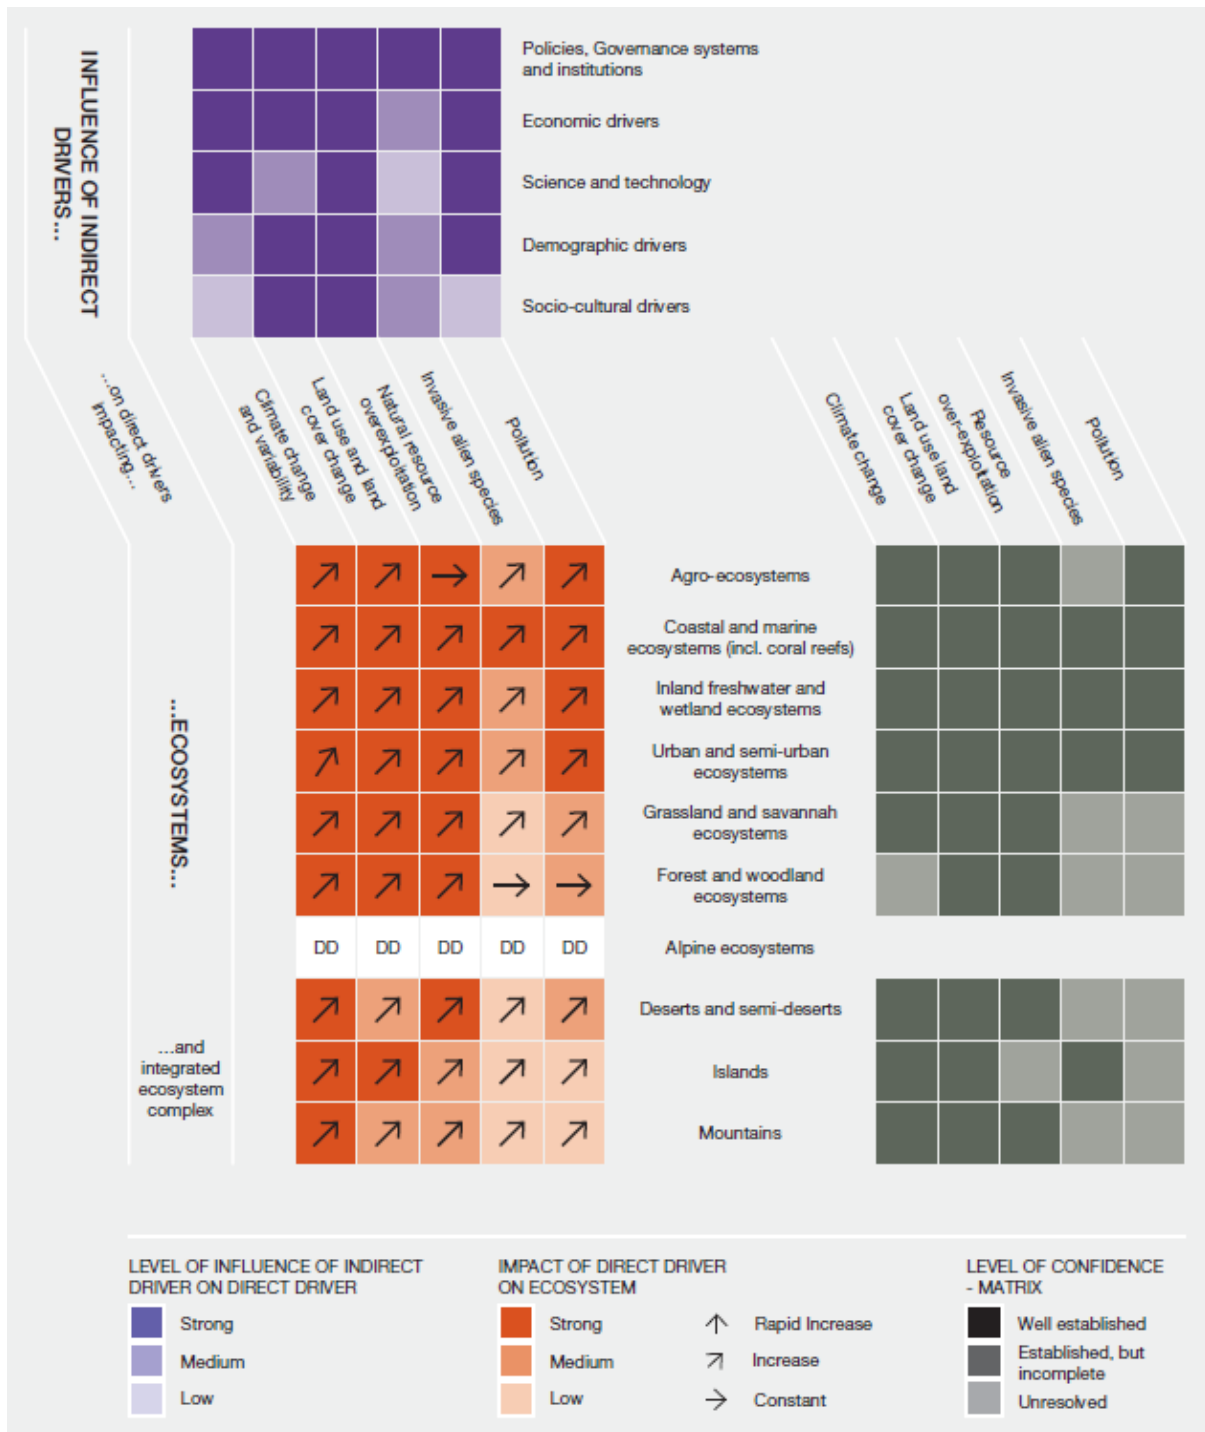 INFLUENCE OF INDIRECT
DRIVERS...
Policies, Governance systems
and institutions
Economic drivers
Science and technology
Demographic drivers
Socio-cultural drivers
...on direct drivers
impacting...
Climate change
and variability
Land use and land
cover change
Natural resource
overexploitation
Invasive alien species
Pollution
Climate change
Land use land
cover change
Resource
over-exploitation
Invasive alien
species
Pollution
...ECOSYSTEMS...
Agro-ecosystems
Coastal and marine
ecosystems (incl. coral reefs)
Inland freshwater and
wetland ecosystems
Urban and semi-urban
ecosystems
Grassland and savannah
ecosystems
Forest and woodland
ecosystems
DD DD DD DD DD Alpine ecosystems
Deserts and semi-deserts
...and
integrated
ecosystem
complex
Islands
Mountains
LEVEL OF INFLUENCE OF INDIRECT
DRIVER ON DIRECT DRIVER
Strong
Medium
Low
IMPACT OF DIRECT DRIVER
ON ECOSYSTEM
Strong
Medium
Low
Rapid Increase
Increase
Constant
LEVEL OF CONFIDENCE
- MATRIX
Well established
Established, but
incomplete
Unresolved